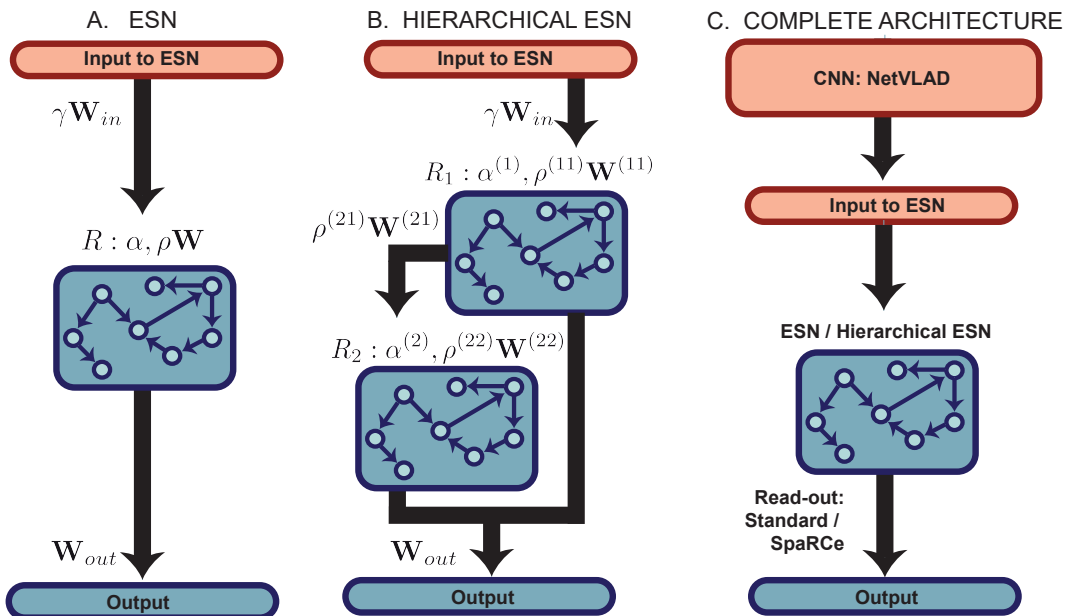 A. ESN
Input to ESN
γW_in
R : α, ρW
W_out
Output
B. HIERARCHICAL ESN
Input to ESN
γW_in
R_1 : α^(1), ρ^(11)W^(11)
ρ^(21)W^(21)
R_2 : α^(2), ρ^(22)W^(22)
W_out
Output
C. COMPLETE ARCHITECTURE
CNN: NetVLAD
Input to ESN
ESN / Hierarchical ESN
Read-out:
Standard /
SpaRCe
Output